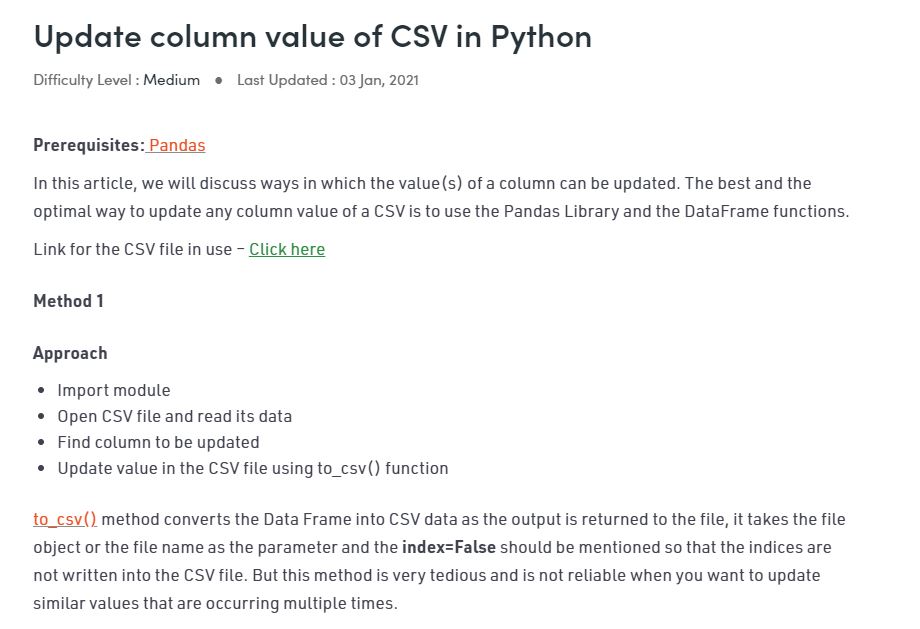 Update column value of CSV in Python
Difficulty Level : Medium ● Last Updated : 03 Jan, 2021
Prerequisites: Pandas
In this article, we will discuss ways in which the value(s) of a column can be updated. The best and the
optimal way to update any column value of a CSV is to use the Pandas Library and the DataFrame functions.
Link for the CSV file in use – Click here
Method 1
Approach
• Import module
• Open CSV file and read its data
• Find column to be updated
• Update value in the CSV file using to_csv() function
to_csv() method converts the Data Frame into CSV data as the output is returned to the file, it takes the file
object or the file name as the parameter and the index=False should be mentioned so that the indices are
not written into the CSV file. But this method is very tedious and is not reliable when you want to update
similar values that are occurring multiple times.